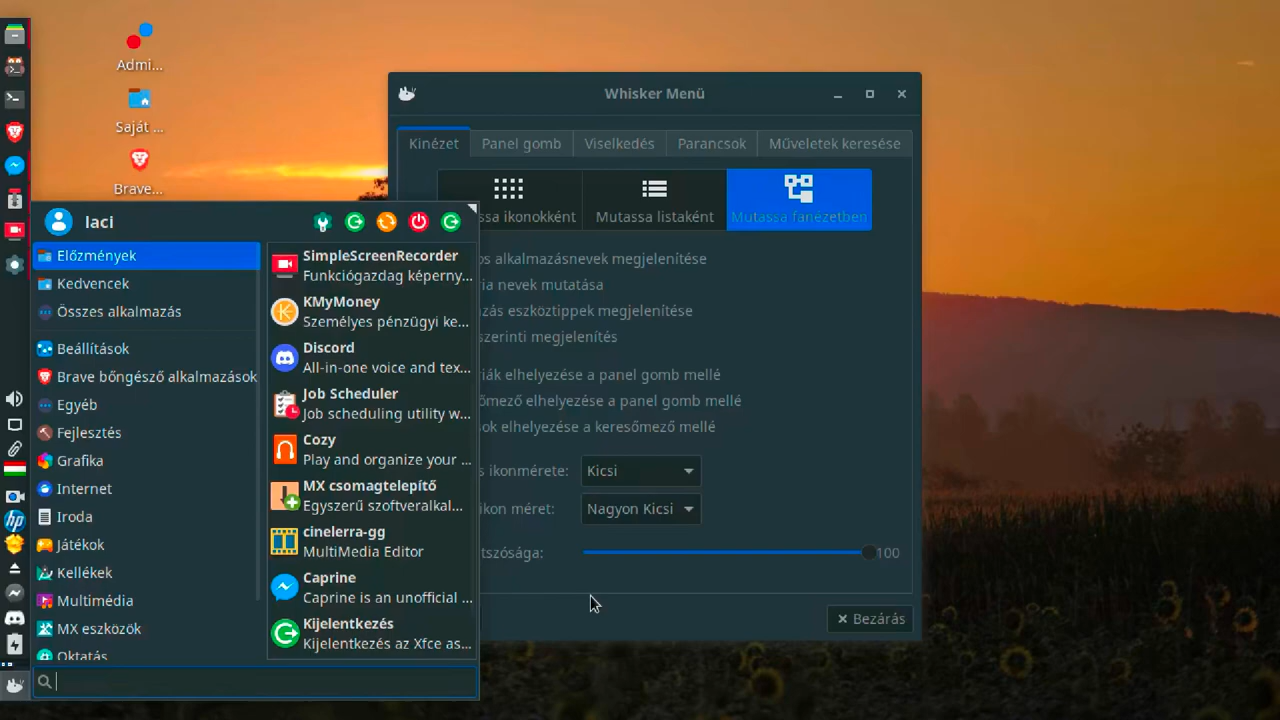 Admi...
Saját ...
Brave...
Whisker Menü
Kinézet
Panel gomb
Viselkedés
Parancsok
Műveletek keresése
ssa ikonokként
Mutassa listaként
Mutassa fanézetben
os alkalmazásnevek megjelenítése
ria nevek mutatása
zás eszköztippek megjelenítése
szerinti megjelenítés
riák elhelyezése a panel gomb mellé
őmező elhelyezése a panel gomb mellé
ok elhelyezése a keresőmező mellé
s ikonmérete:
Kicsi
ikon méret:
Nagyon Kicsi
tszósága:
100
Bezárás
laci
Előzmények
Kedvencek
Összes alkalmazás
Beállítások
Brave böngésző alkalmazások
Egyéb
Fejlesztés
Grafika
Internet
Iroda
Játékok
Kellékek
Multimédia
MX eszközök
Oktatás
SimpleScreenRecorder
Funkciógazdag képerny...
KMyMoney
Személyes pénzügyi ke...
Discord
All-in-one voice and tex...
Job Scheduler
Job scheduling utility w...
Cozy
Play and organize your ...
MX csomagtelepítő
Egyszerű szoftveralkal...
cinelerra-gg
MultiMedia Editor
Caprine
Caprine is an unofficial ...
Kijelentkezés
Kijelentkezés az Xfce as...
hp